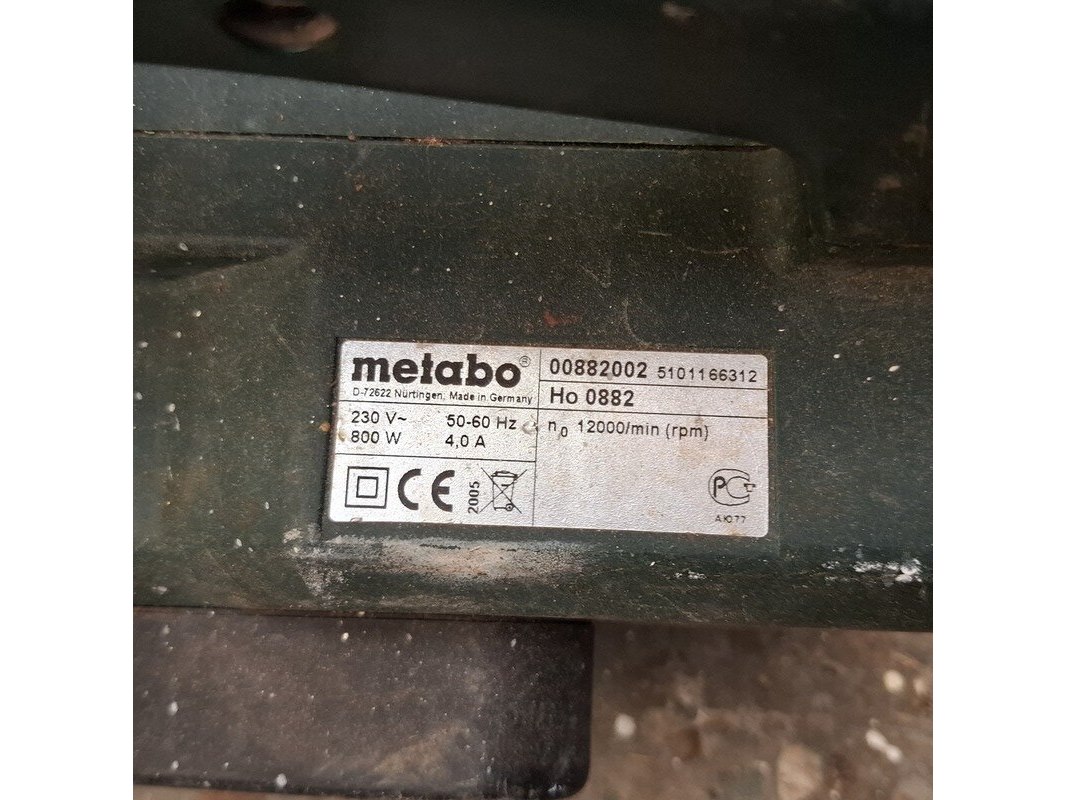 metabo®
D-72622 Nürtingen, Made in Germany
230 V~ 50-60 Hz
800 W 4,0 A
CE 2005
00882002 5101166312
Ho 0882
n0 12000/min (rpm)
PC